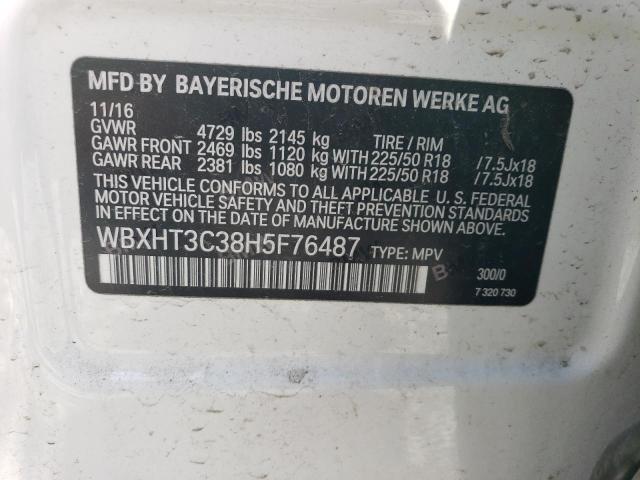 MFD BY BAYERISCHE MOTOREN WERKE AG
11/16
GVWR 4729 lbs 2145 kg TIRE / RIM
GAWR FRONT 2469 lbs 1120 kg WITH 225/50 R18 /7.5Jx18
GAWR REAR 2381 lbs 1080 kg WITH 225/50 R18 /7.5Jx18
THIS VEHICLE CONFORMS TO ALL APPLICABLE U. S. FEDERAL
MOTOR VEHICLE SAFETY AND THEFT PREVENTION STANDARDS
IN EFFECT ON THE DATE OF MANUFACTURE SHOWN ABOVE.
WBXHT3C38H5F76487 TYPE: MPV
300/0
7 320 730